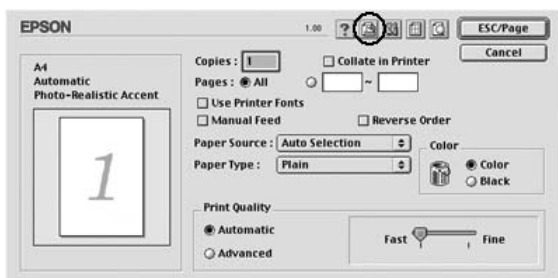 EPSON 1.00 ? ESC/Page
Cancel
A4
Automatic
Photo-Realistic Accent
1
Copies : 1 Collate in Printer
Pages : All ~
Use Printer Fonts
Manual Feed Reverse Order
Paper Source : Auto Selection
Paper Type : Plain
Color
Color
Black
Print Quality
Automatic
Advanced
Fast Fine